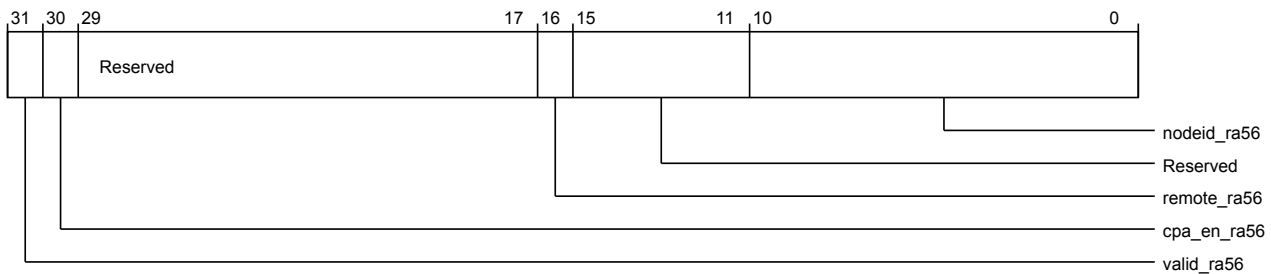 31 30 29 17 16 15 11 10 0
Reserved
nodeid_ra56
Reserved
remote_ra56
cpa_en_ra56
valid_ra56